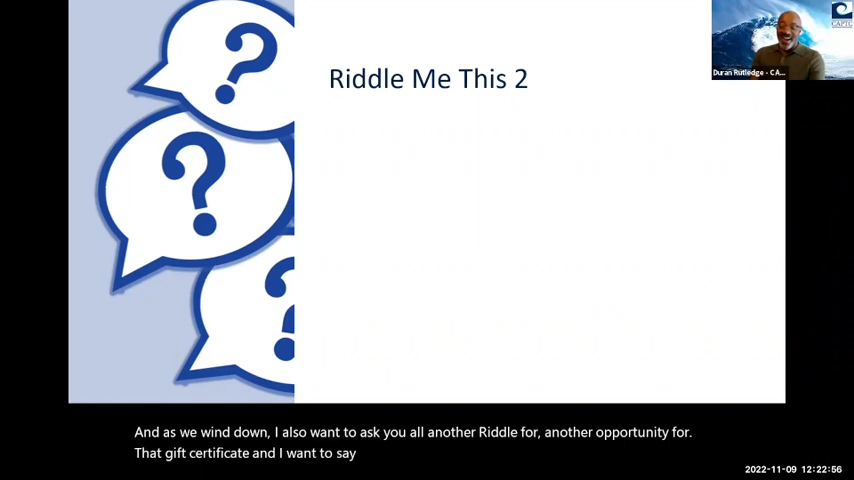 ?
Riddle Me This 2
CAPTC
Duran Rutledge - CA...
?
?
And as we wind down, I also want to ask you all another Riddle for, another opportunity for.
That gift certificate and I want to say
2022-11-09 12:22:56